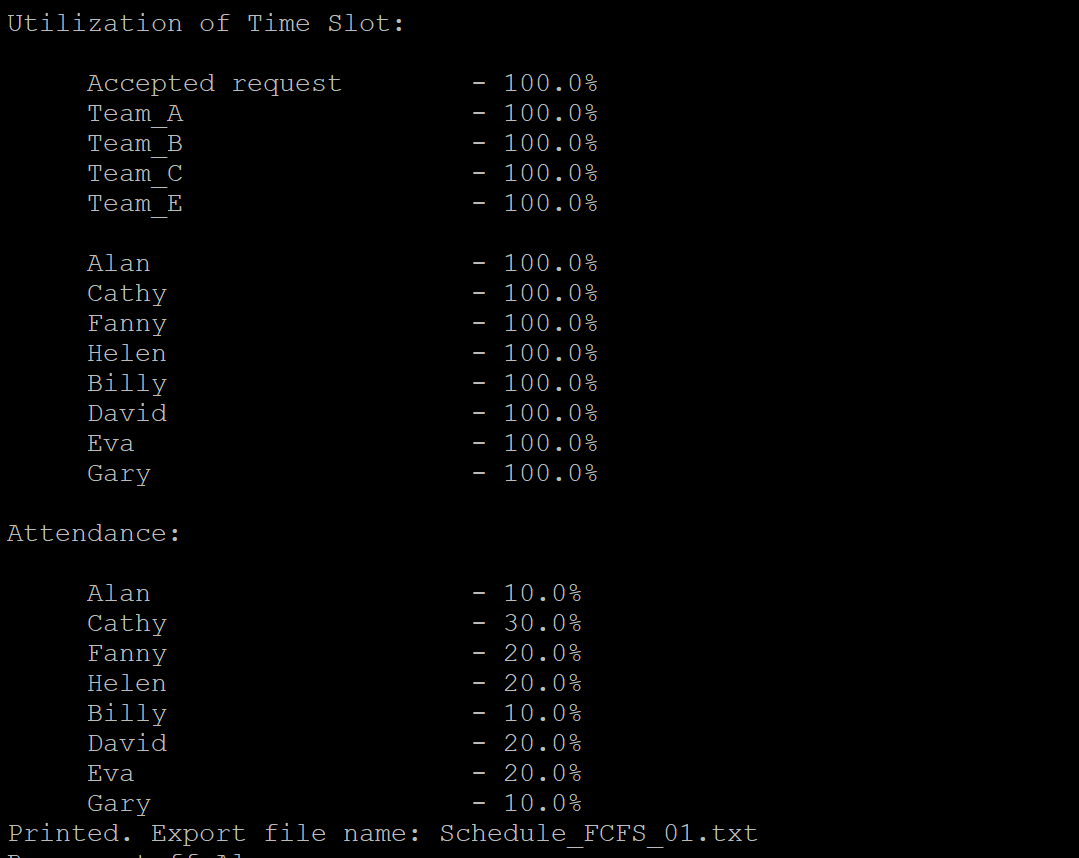 Utilization of Time Slot:
Accepted request - 100.0%
Team_A - 100.0%
Team_B - 100.0%
Team_C - 100.0%
Team_E - 100.0%
Alan - 100.0%
Cathy - 100.0%
Fanny - 100.0%
Helen - 100.0%
Billy - 100.0%
David - 100.0%
Eva - 100.0%
Gary - 100.0%
Attendance:
Alan - 10.0%
Cathy - 30.0%
Fanny - 20.0%
Helen - 20.0%
Billy - 10.0%
David - 20.0%
Eva - 20.0%
Gary - 10.0%
Printed. Export file name: Schedule_FCFS_01.txt